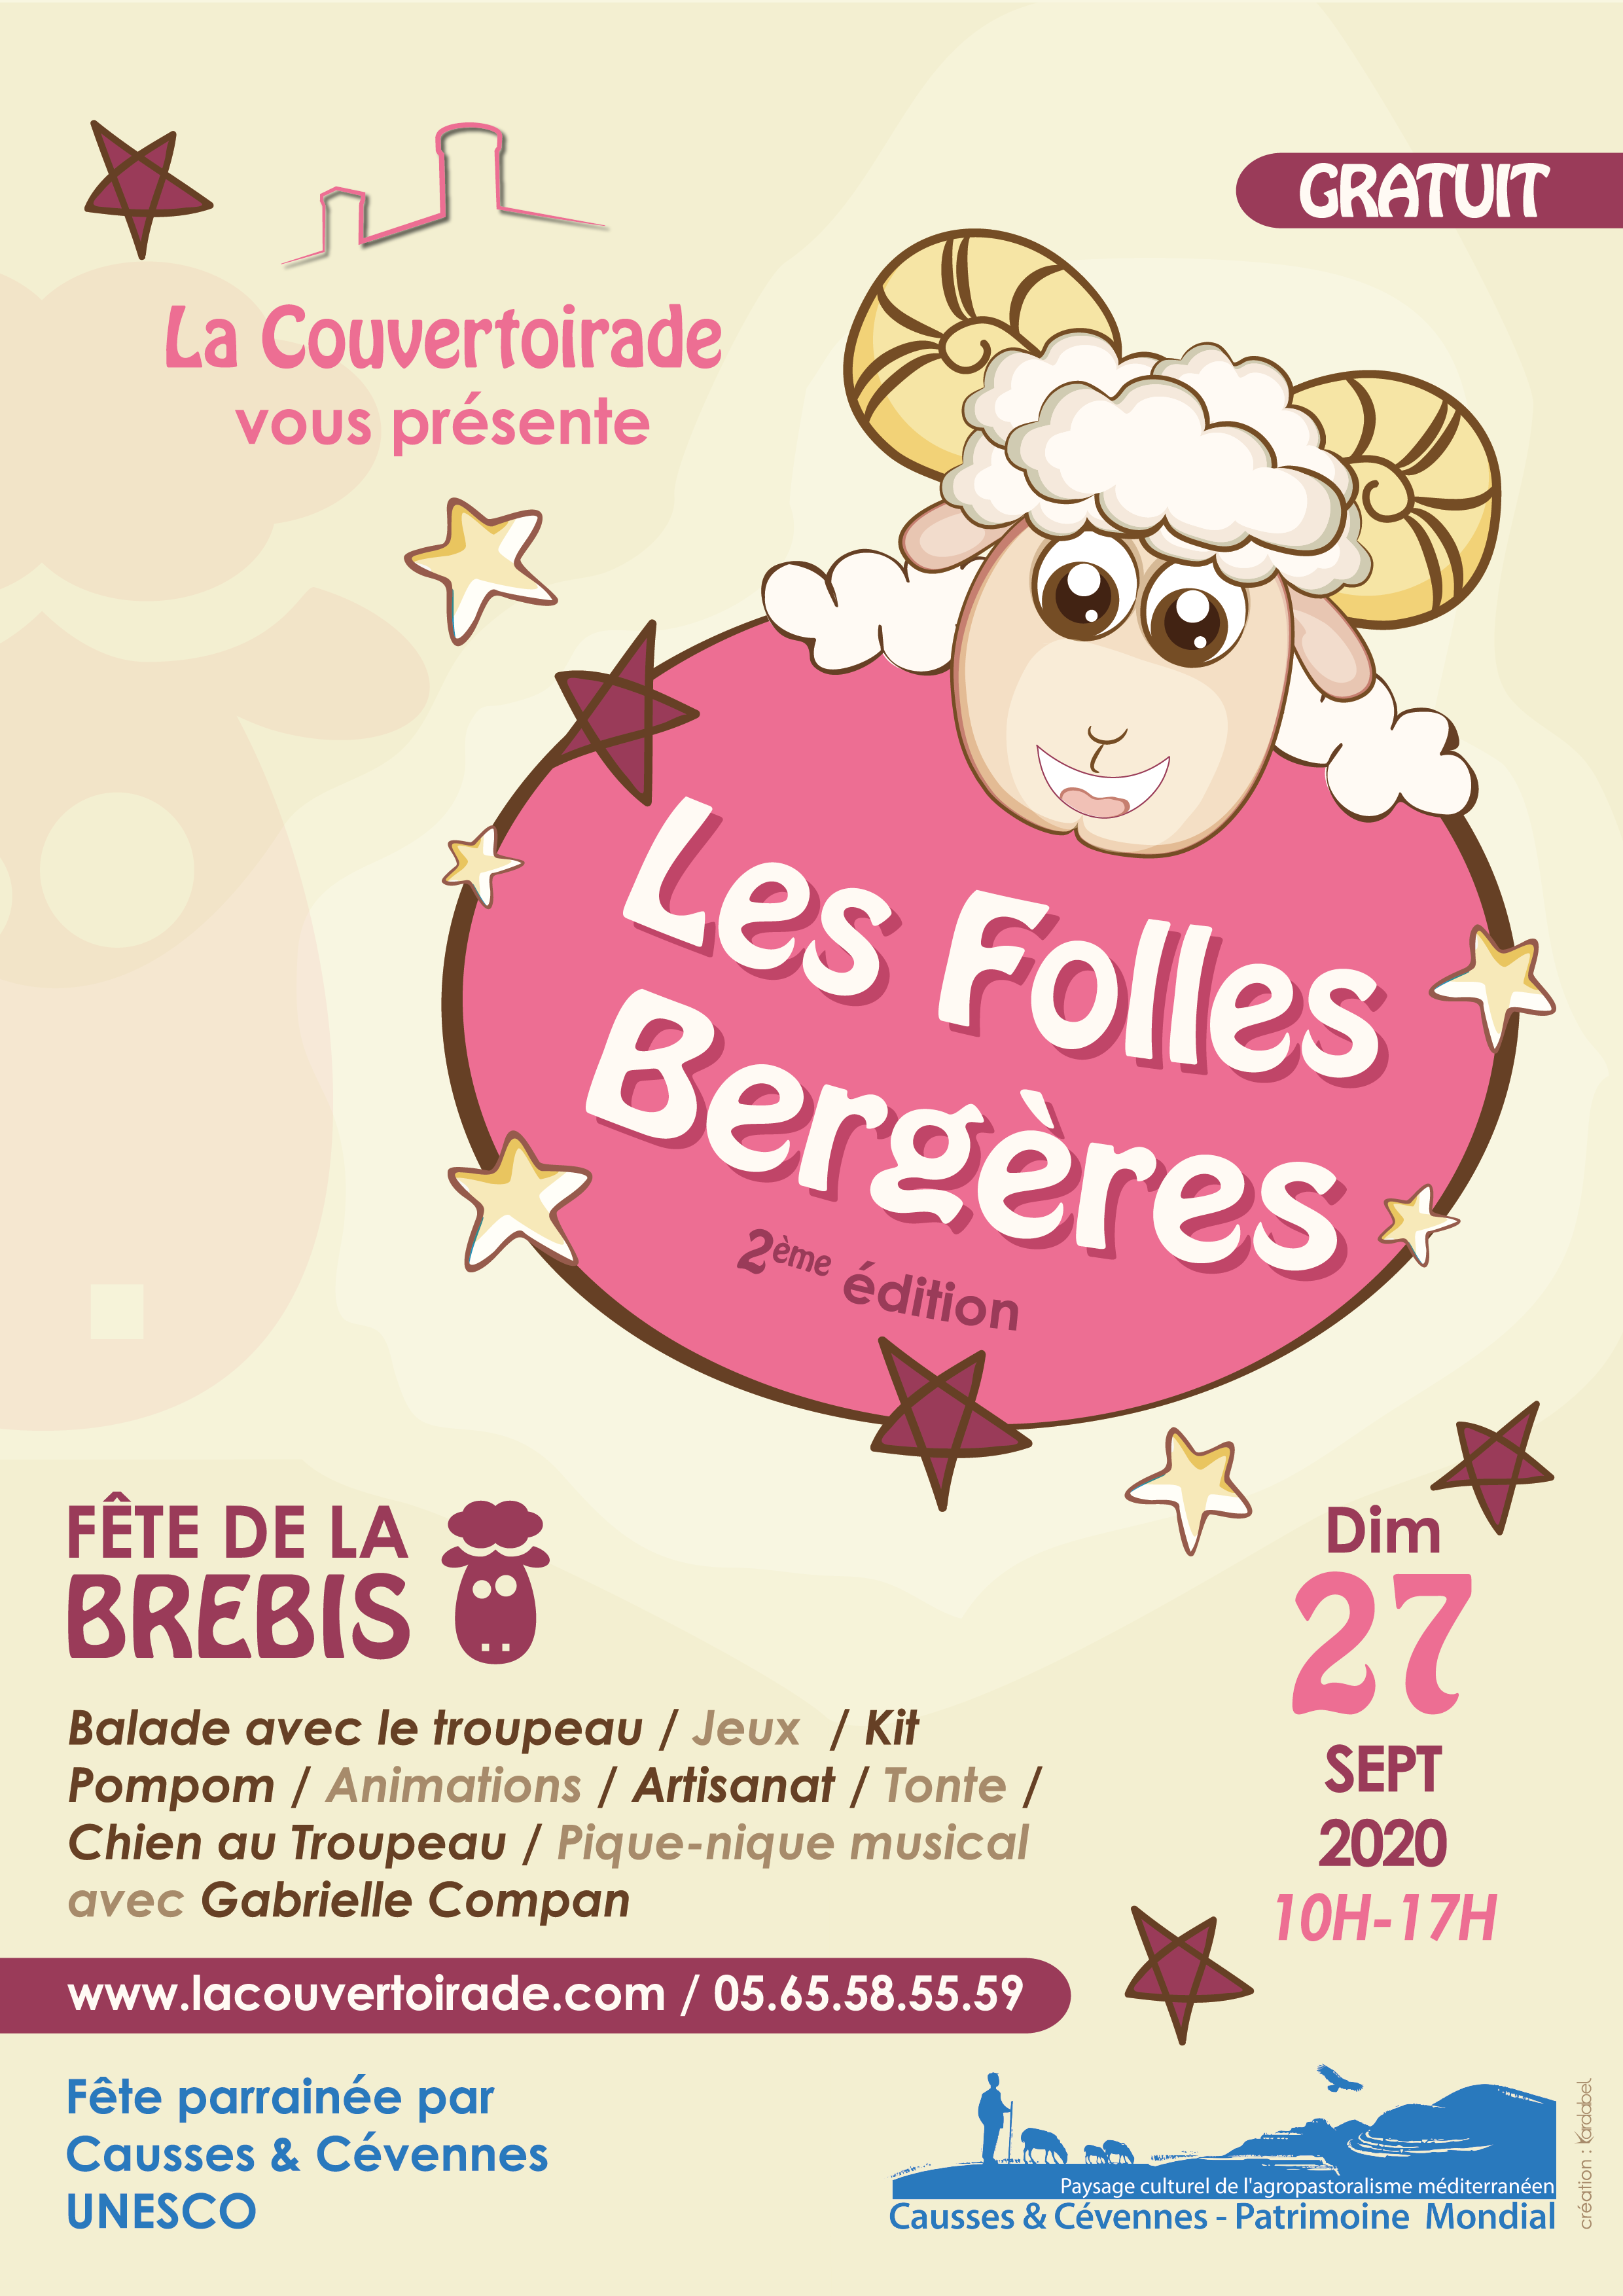 GRATUIT
La Couvertoirade
vous présente
Les Folles
Bergères
2ème édition
FÊTE DE LA
BREBIS
Balade avec le troupeau / Jeux / Kit
Pompom / Animations / Artisanat / Tonte /
Chien au Troupeau / Pique-nique musical
avec Gabrielle Compan
Dim
27
SEPT
2020
10H-17H
www.lacouvertoirade.com / 05.65.58.55.59
Fête parrainée par
Causses & Cévennes
UNESCO
Paysage culturel de l'agropastoralisme méditerranéen
Causses & Cévennes - Patrimoine Mondial
création :